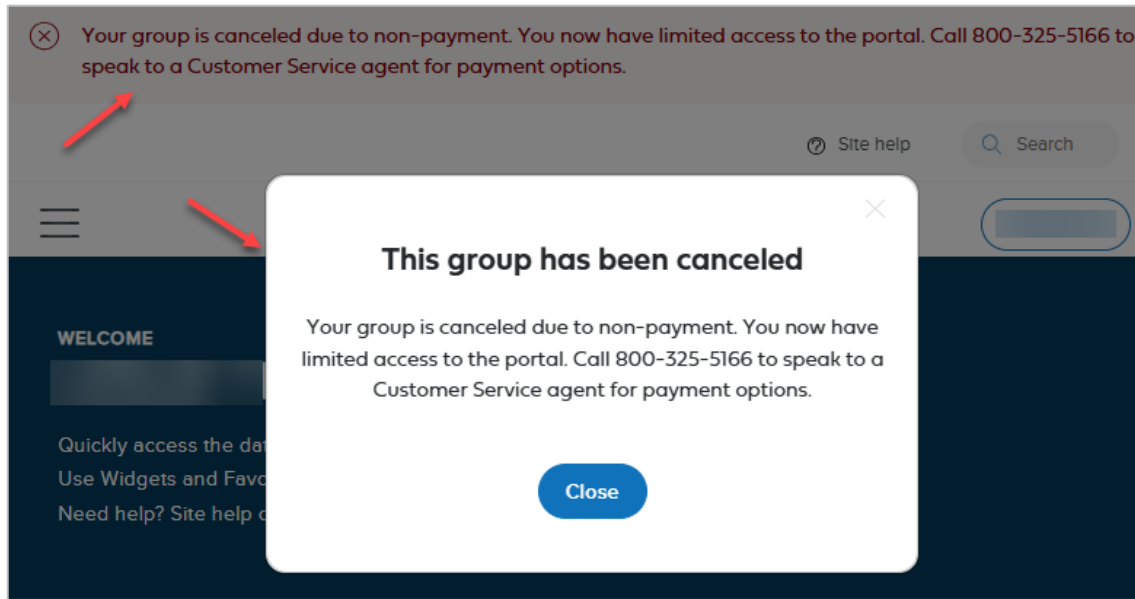 Your group is canceled due to non-payment. You now have limited access to the portal. Call 800-325-5166 to
speak to a Customer Service agent for payment options.
Site help
Search
This group has been canceled
Your group is canceled due to non-payment. You now have
limited access to the portal. Call 800-325-5166 to speak to a
Customer Service agent for payment options.
Close
WELCOME
Quickly access the dat
Use Widgets and Favo
Need help? Site help